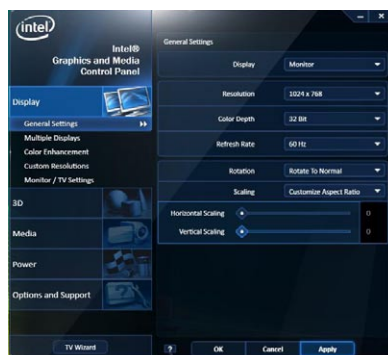 intel
Intel®
Graphics and Media
Control Panel
Display
General Settings
Multiple Displays
Color Enhancement
Custom Resolutions
Monitor / TV Settings
3D
Media
Power
Options and Support
TV Wizard
General Settings
Display Monitor
Resolution 1024 x 768
Color Depth 32 Bit
Refresh Rate 60 Hz
Rotation Rotate To Normal
Scaling Customize Aspect Ratio
Horizontal Scaling 0
Vertical Scaling 0
? OK Cancel Apply